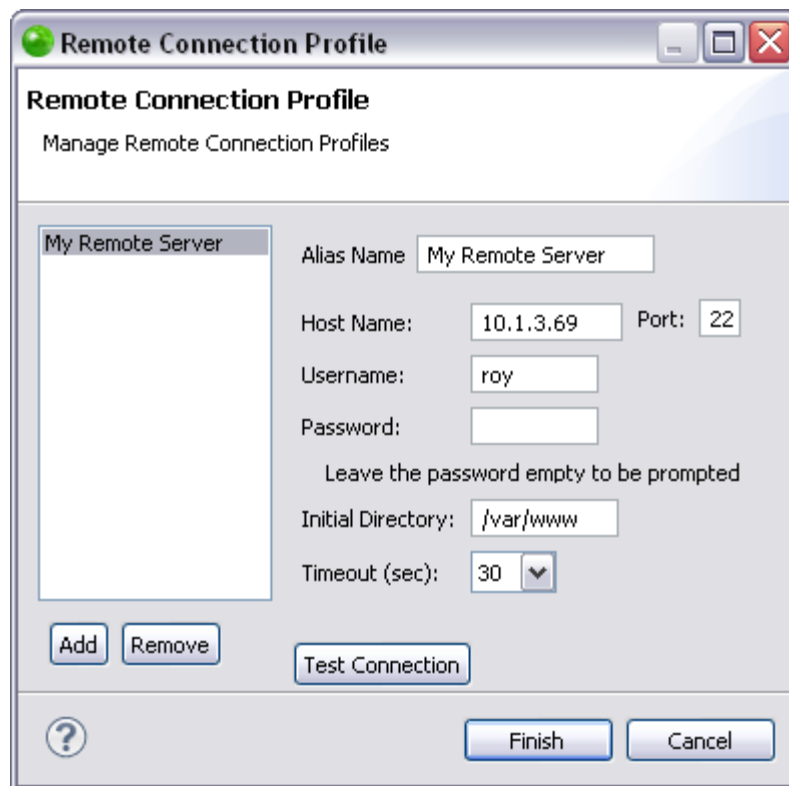 Remote Connection Profile
Remote Connection Profile
Manage Remote Connection Profiles
My Remote Server
Alias Name My Remote Server
Host Name: 10.1.3.69 Port: 22
Username: roy
Password:
Leave the password empty to be prompted
Initial Directory: /var/www
Timeout (sec): 30
Add Remove
Test Connection
? Finish Cancel